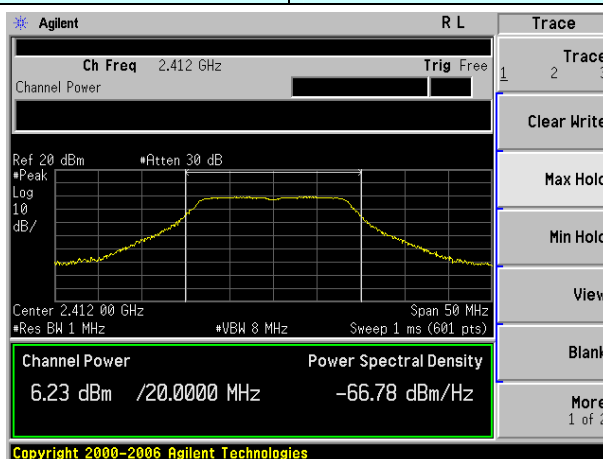 Agilent R L Trace
Ch Freq 2.412 GHz Trig Free
Channel Power
Trace
1 2 3
Clear Write
Max Hold
Min Hold
View
Blank
More
1 of 2
Ref 20 dBm #Atten 30 dB
#Peak
Log
10
dB/
Center 2.412 00 GHz Span 50 MHz
#Res BW 1 MHz #VBW 8 MHz Sweep 1 ms (601 pts)
Channel Power Power Spectral Density
6.23 dBm /20.0000 MHz -66.78 dBm/Hz
Copyright 2000-2006 Agilent Technologies